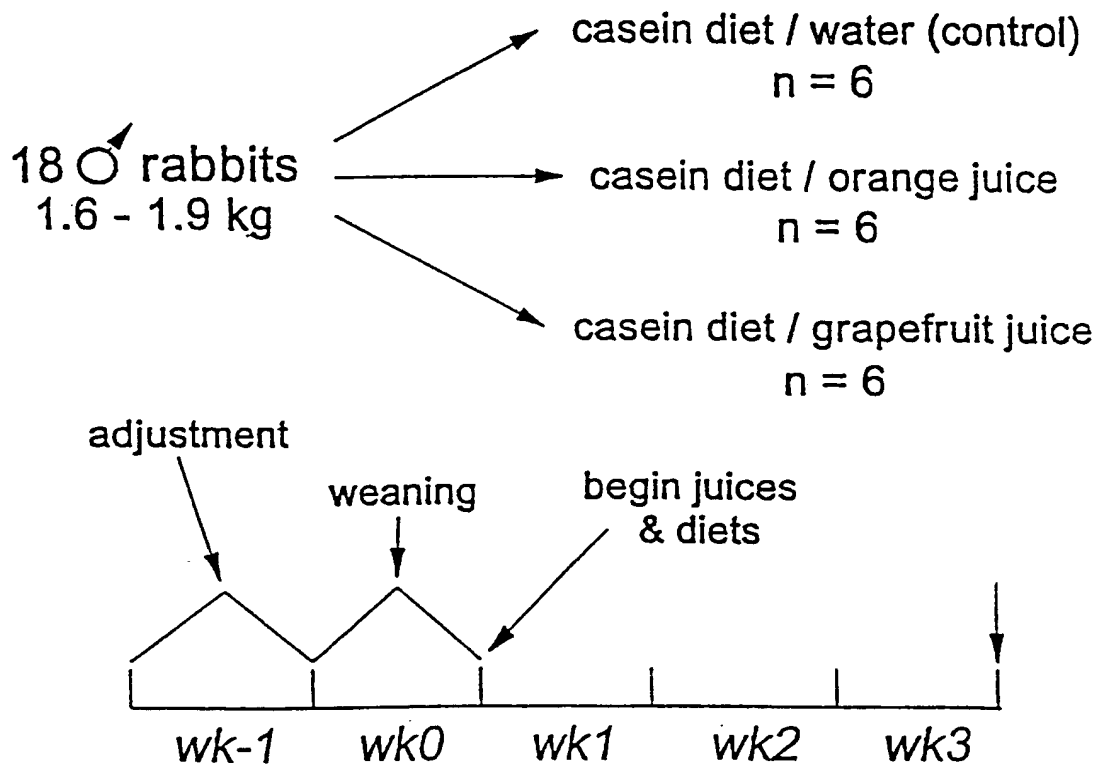 casein diet / water (control)
n = 6
18 ♂ rabbits
1.6 - 1.9 kg
casein diet / orange juice
n = 6
casein diet / grapefruit juice
n = 6
adjustment
weaning
begin juices
& diets
wk-1 wk0 wk1 wk2 wk3